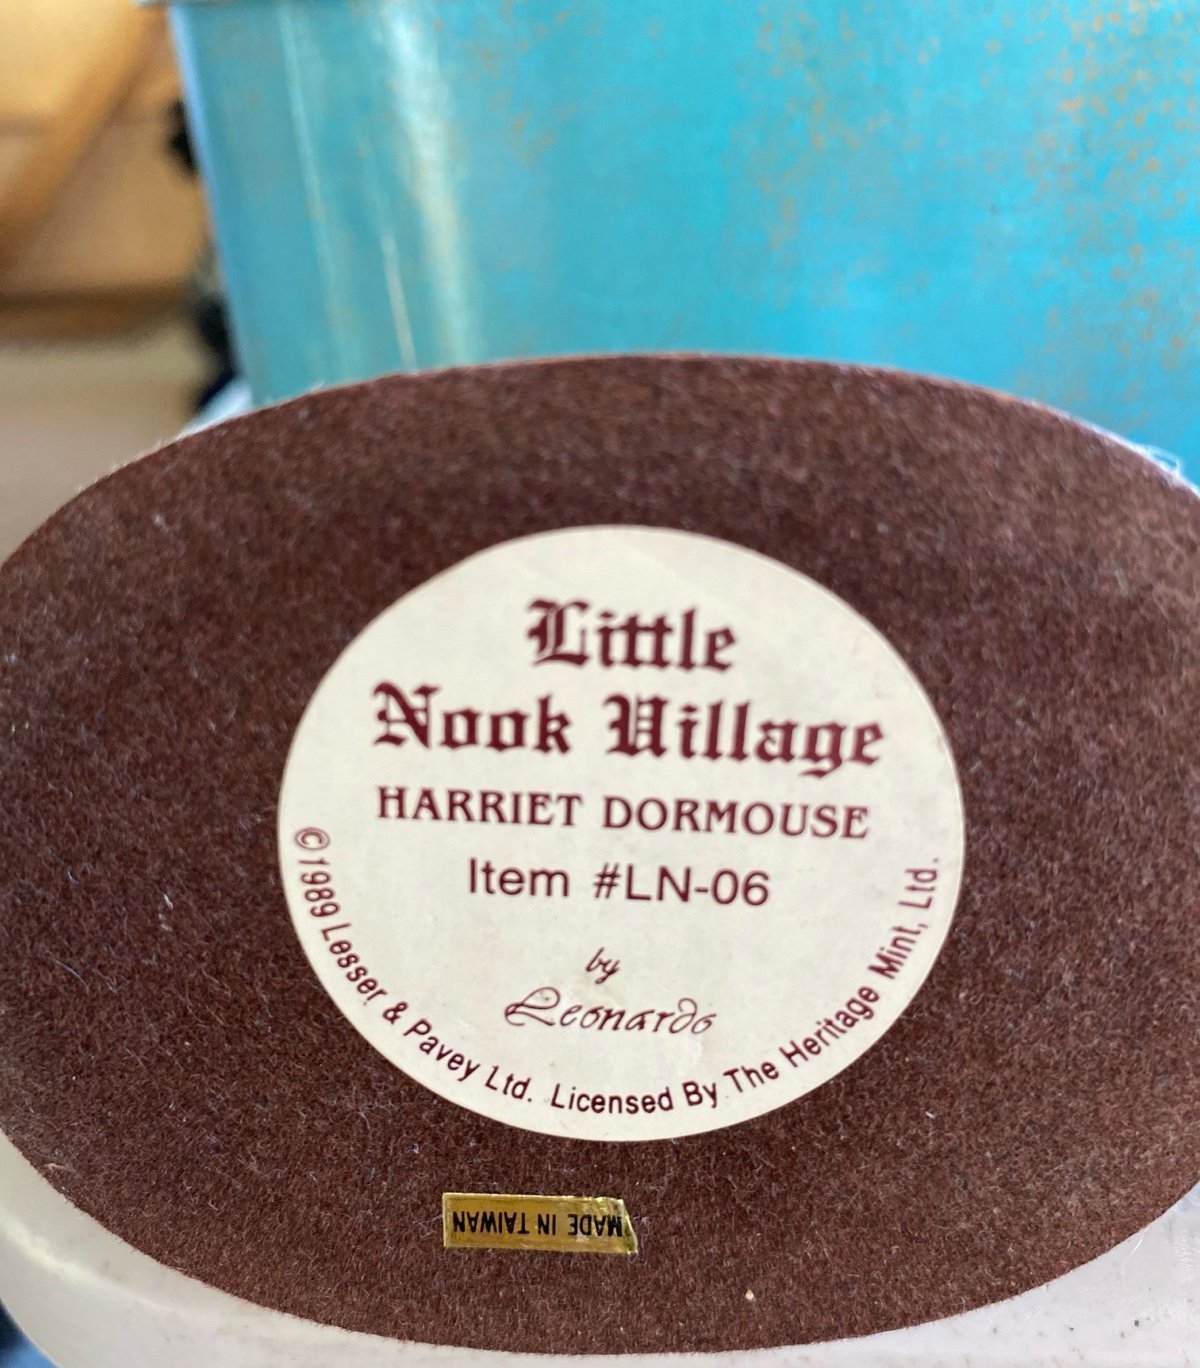 Little
Nook Village
HARRIET DORMOUSE
Item #LN-06
by
Leonardo
©1989 Lesser & Pavey Ltd. Licensed By The Heritage Mint, Ltd.
MADE IN TAIWAN